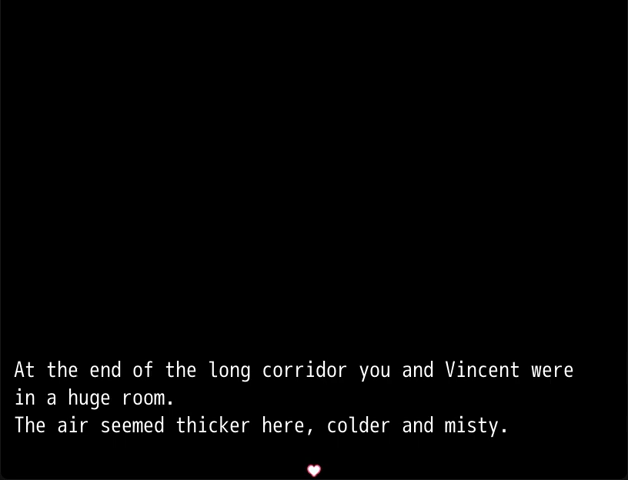 At the end of the long corridor you and Vincent were
in a huge room.
The air seemed thicker here, colder and misty.